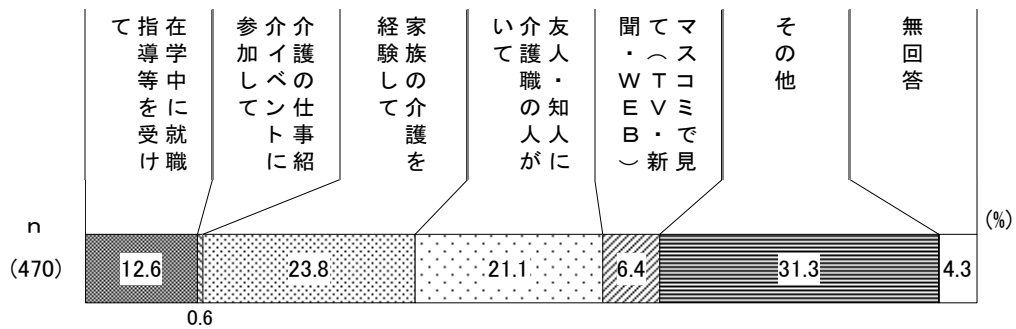 在学中に就職
指導等を受け
て
介護の仕事紹
介イベントに
参加して
家族の介護を
経験して
友人・知人に
介護職の人が
いて
マスコミで見
て（ＴＶ・新
聞・ＷＥＢ）
その他
無回答
n
(%)
(470)
12.6
23.8
21.1
6.4
31.3
4.3
0.6